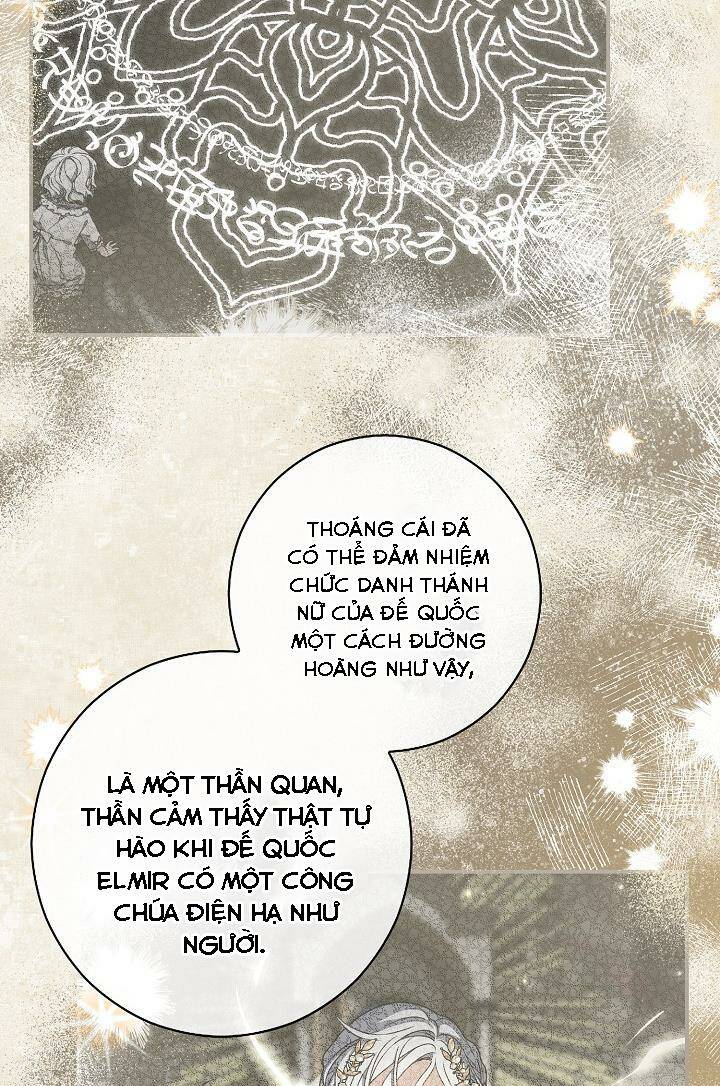 THOÁNG CÁI ĐÃ
CÓ THỂ ĐẢM NHIỆM
CHỨC DANH THÁNH
NỮ CỦA ĐẾ QUỐC
MỘT CÁCH ĐƯỜNG
HOÀNG NHƯ VẬY,
LÀ MỘT THẦN QUAN,
THẦN CẢM THẤY THẬT TỰ
HÀO KHI ĐẾ QUỐC
ELMIR CÓ MỘT CÔNG
CHÚA ĐIỆN HẠ NHƯ
NGƯỜI.